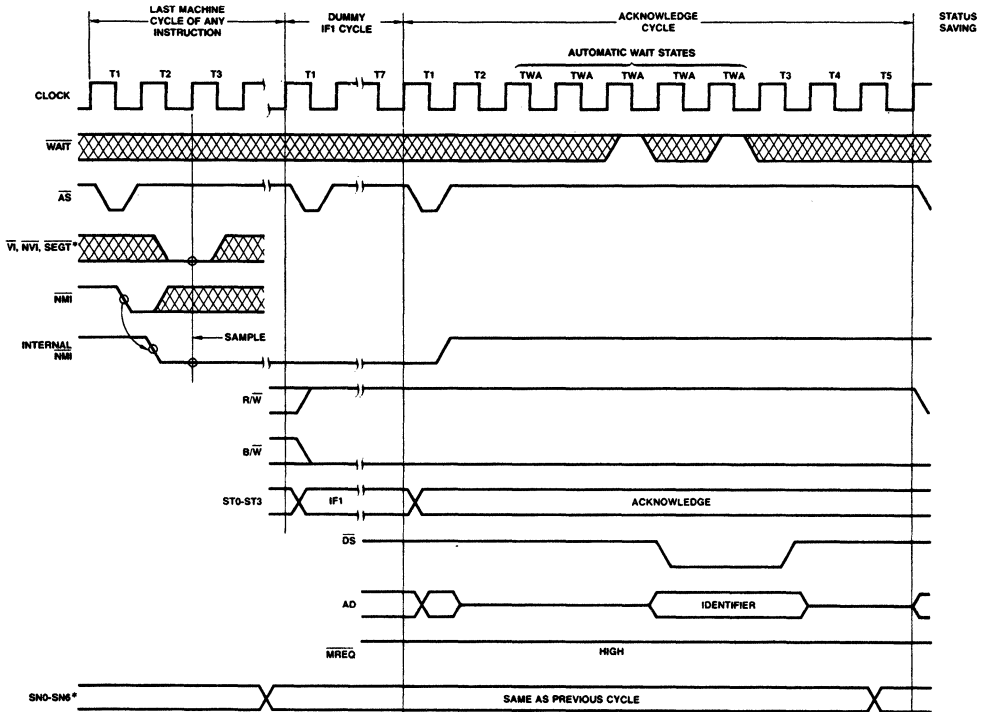 LAST MACHINE
CYCLE OF ANY
INSTRUCTION
DUMMY
IF1 CYCLE
ACKNOWLEDGE
CYCLE
STATUS
SAVING
AUTOMATIC WAIT STATES
CLOCK T1 T2 T3 T1 T7 T1 T2 TWA TWA TWA TWA TWA T3 T4 T5
WAIT
AS
VI, NVI, SEGT*
NMI
INTERNAL
NMI
SAMPLE
R/W
B/W
ST0-ST3 IF1 ACKNOWLEDGE
DS
AD IDENTIFIER
MREQ HIGH
SN0-SN6* SAME AS PREVIOUS CYCLE